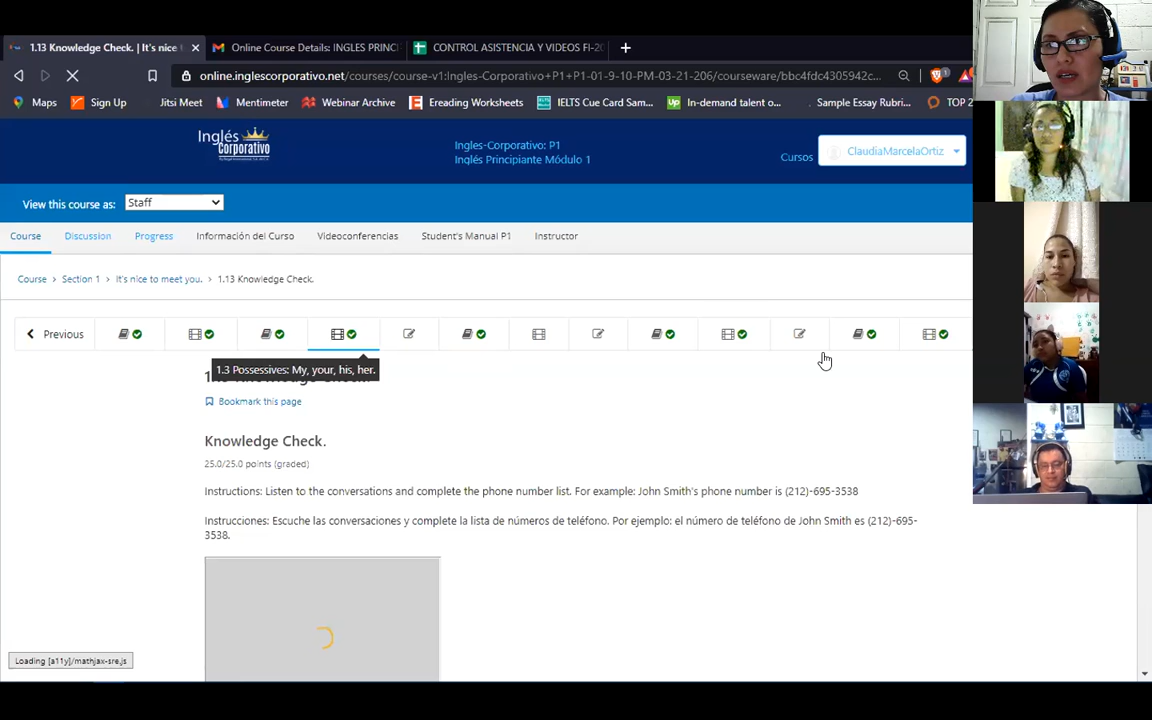 1.13 Knowledge Check. | It's nice
Online Course Details: INGLES PRINCI
CONTROL ASISTENCIA Y VIDEOS FI-20
online.inglescorporativo.net/courses/course-v1:Ingles-Corporativo+P1+P1-01-9-10-PM-03-21-206/courseware/bbc4fdc4305942c...
Maps
Sign Up
Jitsi Meet
Mentimeter
Webinar Archive
Ereading Worksheets
IELTS Cue Card Sam...
In-demand talent o...
Sample Essay Rubri...
TOP 2
Inglés
Corporativo
Ingles-Corporativo: P1
Inglés Principiante Módulo 1
Cursos
ClaudiaMarcelaOrtiz
View this course as:
Staff
Course
Discussion
Progress
Información del Curso
Videoconferencias
Student's Manual P1
Instructor
Course > Section 1 > It's nice to meet you. > 1.13 Knowledge Check.
Previous
1.3 Possessives: My, your, his, her.
Bookmark this page
Knowledge Check.
25.0/25.0 points (graded)
Instructions: Listen to the conversations and complete the phone number list. For example: John Smith's phone number is (212)-695-3538
Instrucciones: Escuche las conversaciones y complete la lista de números de teléfono. Por ejemplo: el número de teléfono de John Smith es (212)-695-
3538.
Loading [a11y]/mathjax-sre.js